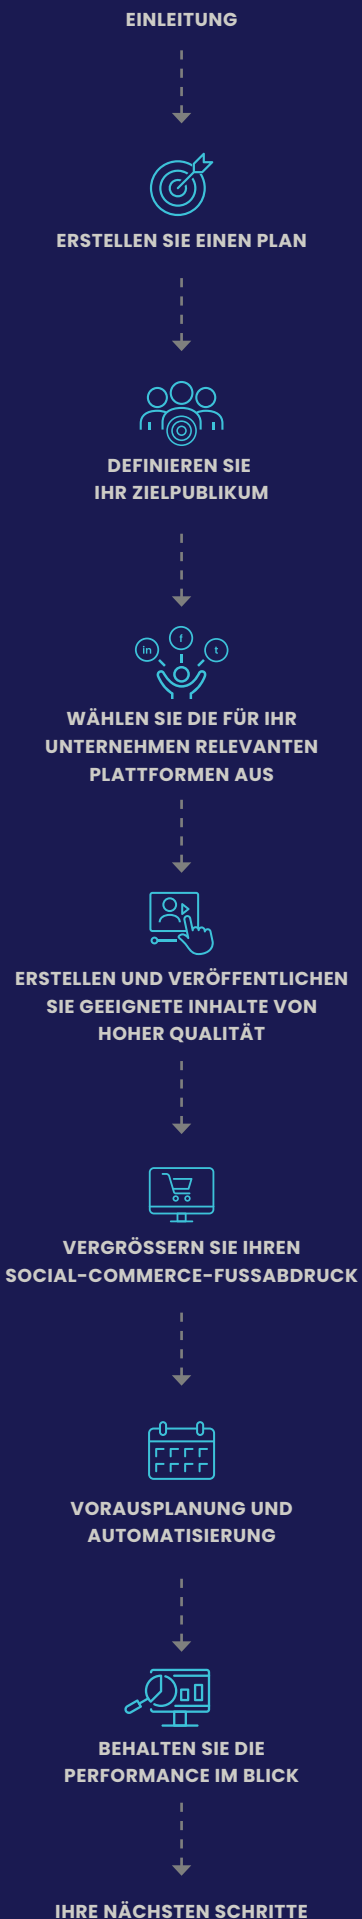 EINLEITUNG
ERSTELLEN SIE EINEN PLAN
DEFINIEREN SIE
IHR ZIELPUBLIKUM
in
f
t
WÄHLEN SIE DIE FÜR IHR
UNTERNEHMEN RELEVANTEN
PLATTFORMEN AUS
ERSTELLEN UND VERÖFFENTLICHEN
SIE GEEIGNETE INHALTE VON
HOHER QUALITÄT
VERGRÖSSERN SIE IHREN
SOCIAL-COMMERCE-FUSSABDRUCK
VORAUSPLANUNG UND
AUTOMATISIERUNG
BEHALTEN SIE DIE
PERFORMANCE IM BLICK
IHRE NÄCHSTEN SCHRITTE